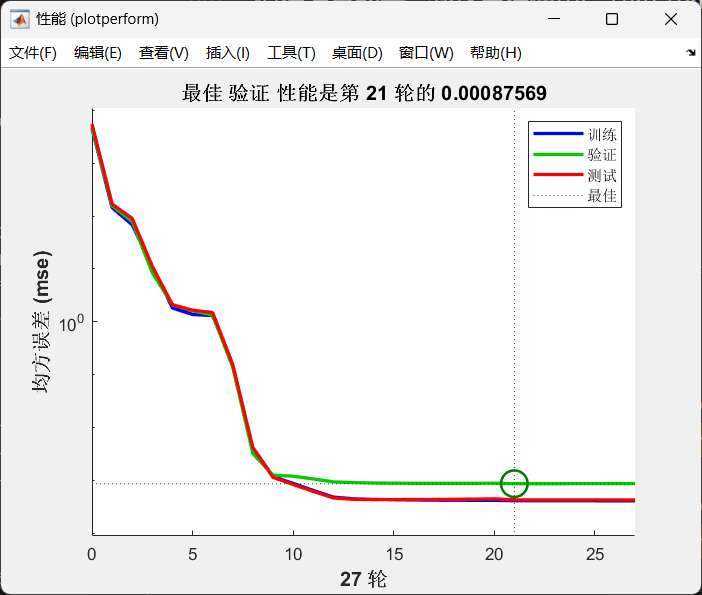 性能 (plotperform)
文件(F) 编辑(E) 查看(V) 插入(I) 工具(T) 桌面(D) 窗口(W) 帮助(H)
最佳 验证 性能是第 21 轮的 0.00087569
训练
验证
测试
最佳
均方误差 (mse)
10^0
0 5 10 15 20 25
27 轮